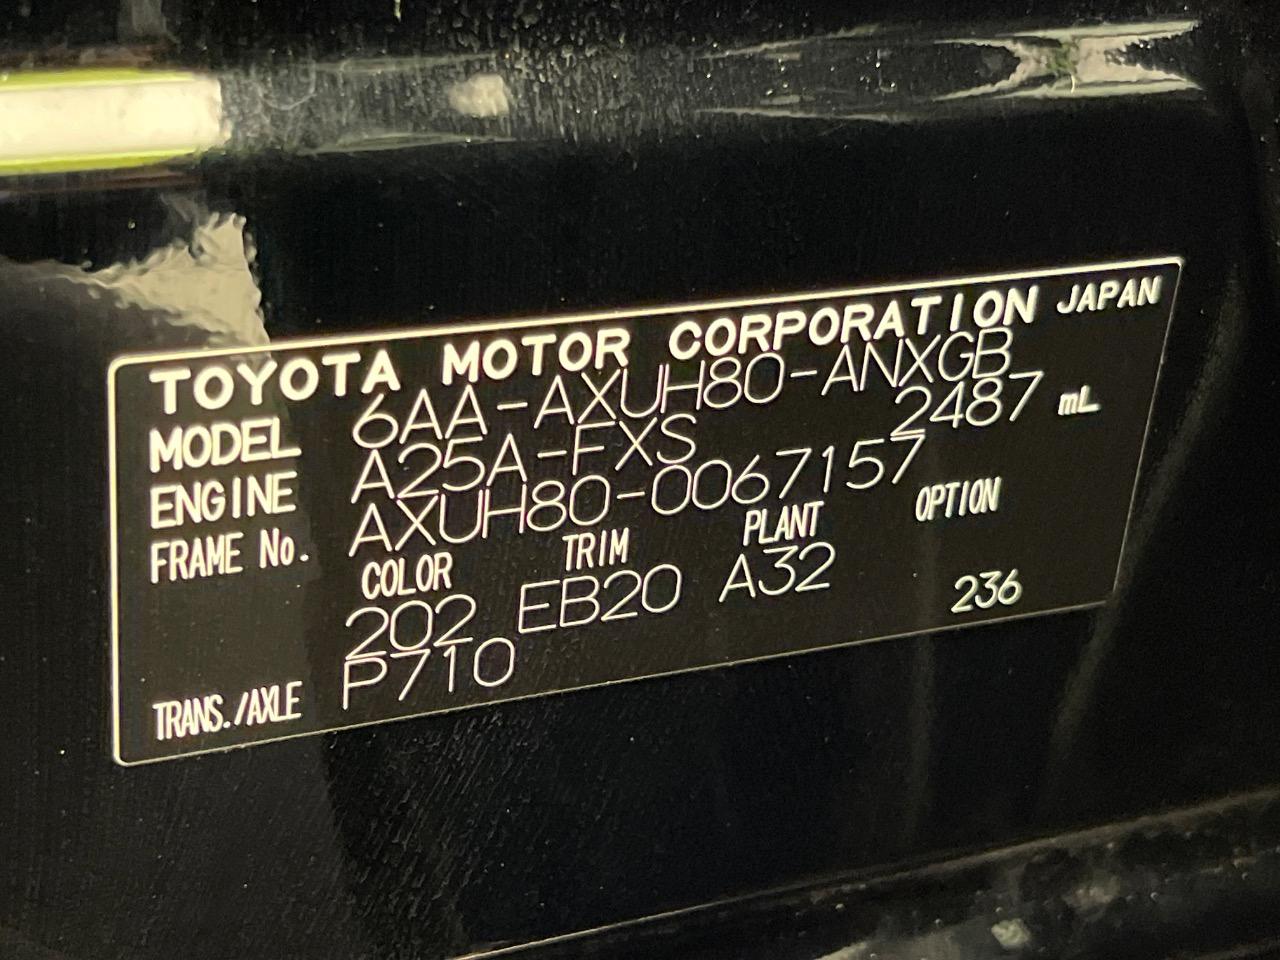 TOYOTA MOTOR CORPORATION JAPAN
MODEL 6AA-AXUH80-ANXGB
ENGINE A25A-FXS 2487 mL
FRAME No. AXUH80-0067157
COLOR TRIM PLANT OPTION
202 EB20 A32 236
TRANS./AXLE P710